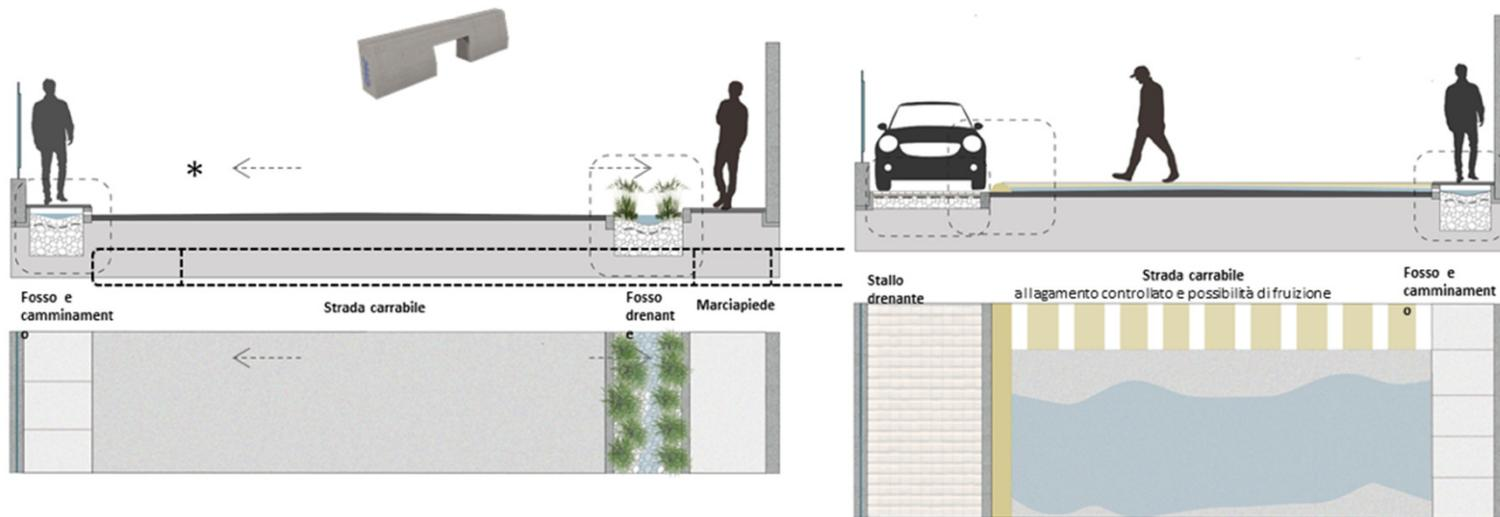 *
Fosso e
camminament
o
Strada carrabile
Fosso
drenant
e
Marciapiede
Stallo
drenante
Strada carrabile
allagamento controllato e possibilità di fruizione
Fosso e
camminament
o